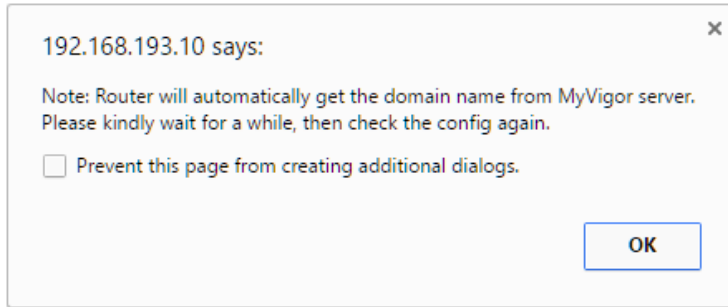 192.168.193.10 says:
Note: Router will automatically get the domain name from MyVigor server.
Please kindly wait for a while, then check the config again.
Prevent this page from creating additional dialogs.
OK